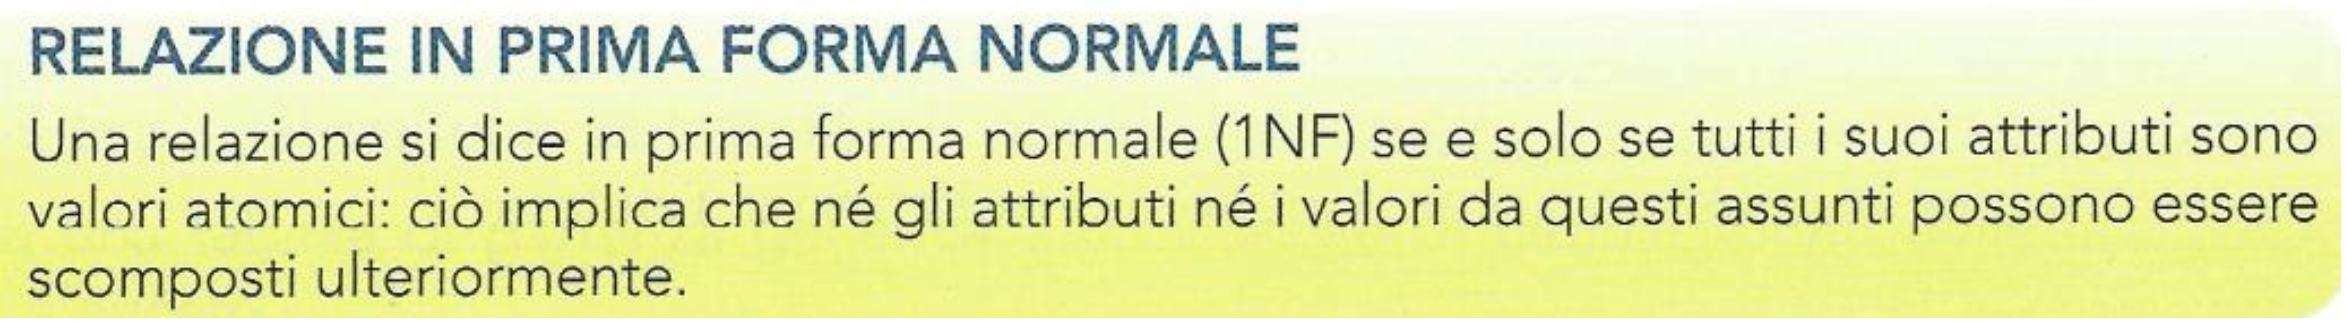 RELAZIONE IN PRIMA FORMA NORMALE
Una relazione si dice in prima forma normale (1NF) se e solo se tutti i suoi attributi sono
valori atomici: ciò implica che né gli attributi né i valori da questi assunti possono essere
scomposti ulteriormente.